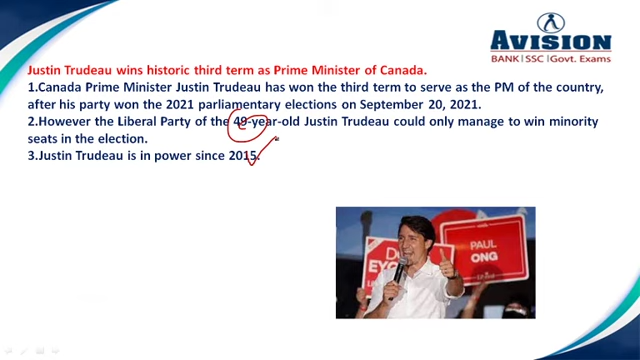 AVISION
BANK|SSC|Govt. Exams
Justin Trudeau wins historic third term as Prime Minister of Canada.
1.Canada Prime Minister Justin Trudeau has won the third term to serve as the PM of the country,
after his party won the 2021 parliamentary elections on September 20, 2021.
2.However the Liberal Party of the 49-year-old Justin Trudeau could only manage to win minority
seats in the election.
3.Justin Trudeau is in power since 2015.
PAUL
ONG